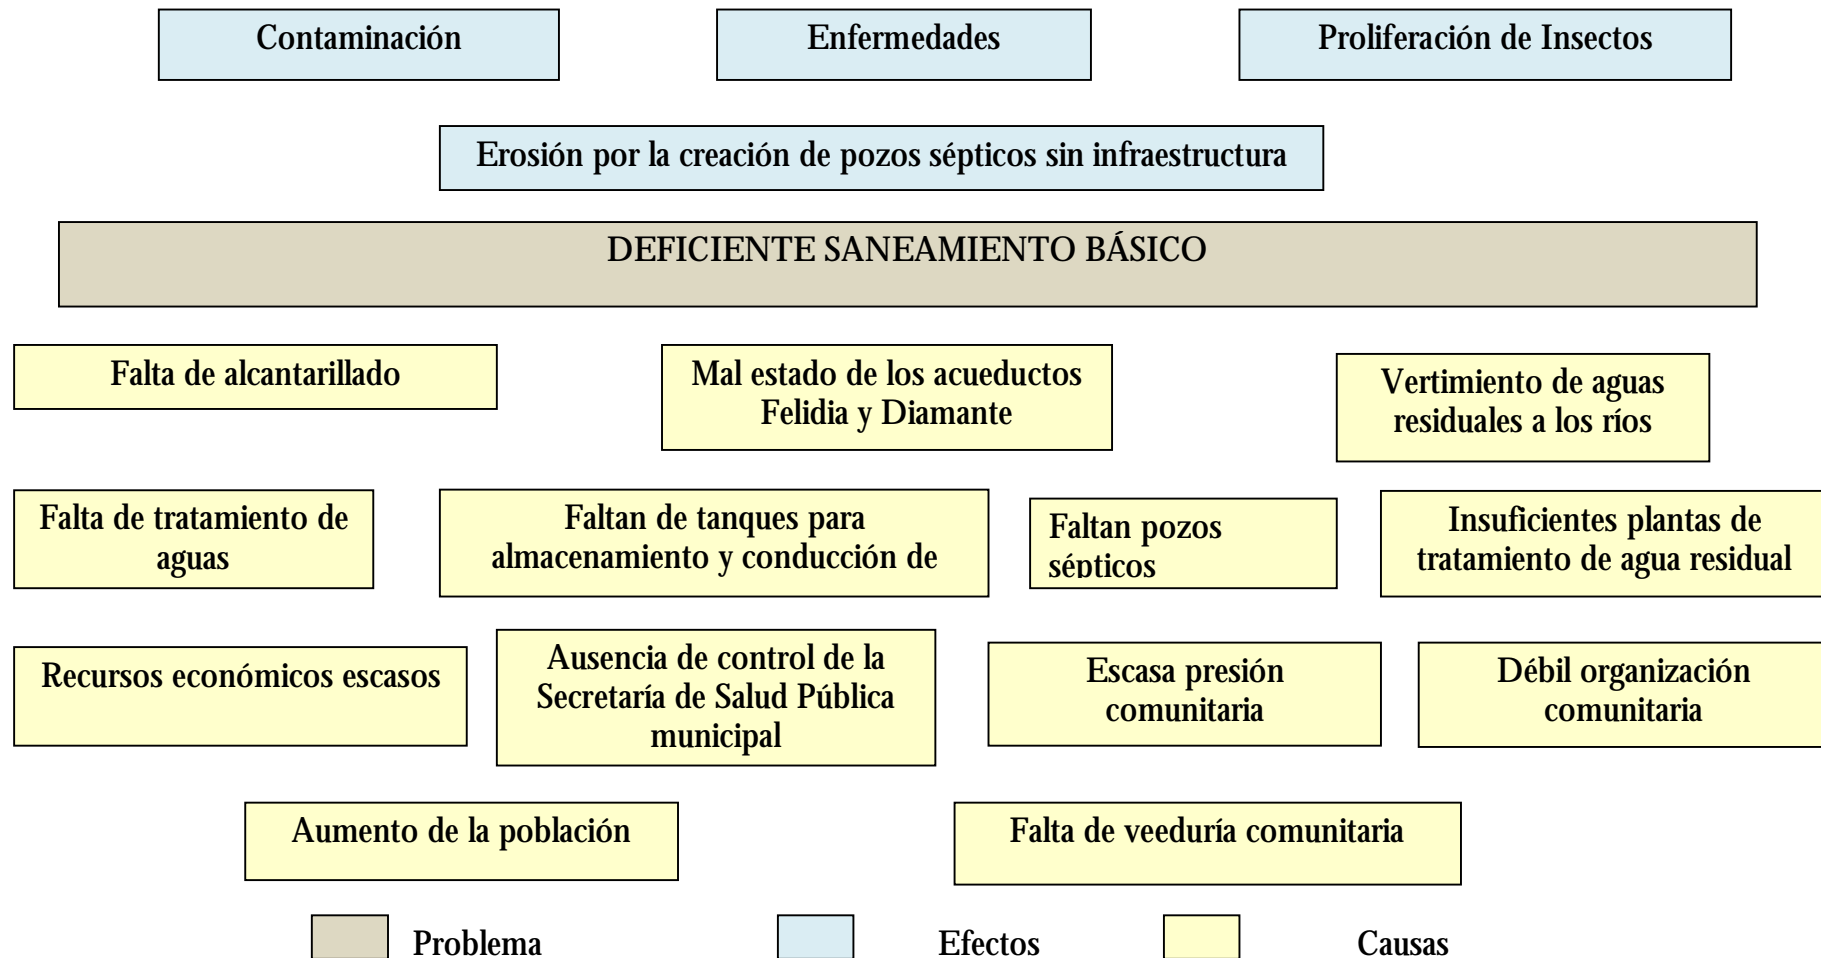 Contaminación
Enfermedades
Proliferación de Insectos
Erosión por la creación de pozos sépticos sin infraestructura
DEFICIENTE SANEAMIENTO BÁSICO
Falta de alcantarillado
Mal estado de los acueductos
Felidia y Diamante
Vertimiento de aguas
residuales a los ríos
Falta de tratamiento de
aguas
Faltan de tanques para
almacenamiento y conducción de
Faltan pozos
sépticos
Insuficientes plantas de
tratamiento de agua residual
Recursos económicos escasos
Ausencia de control de la
Secretaría de Salud Pública
municipal
Escasa presión
comunitaria
Débil organización
comunitaria
Aumento de la población
Falta de veeduría comunitaria
Problema
Efectos
Causas